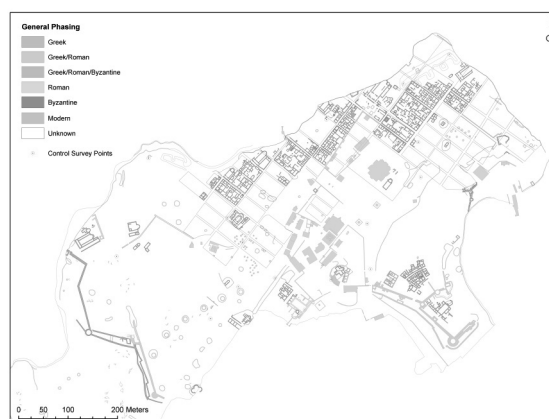 General Phasing
Greek
Greek/Roman
Greek/Roman/Byzantine
Roman
Byzantine
Modern
Unknown
Control Survey Points
0 50 100 200 Meters